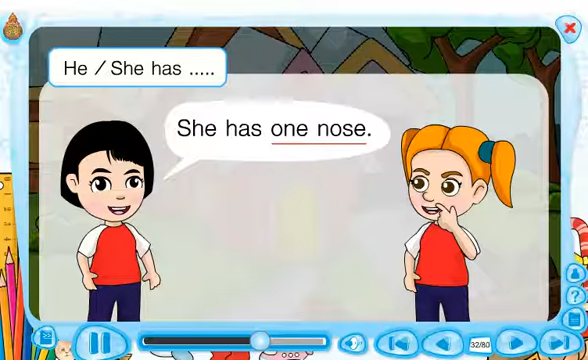 He / She has .....
She has one nose.
32/80
?